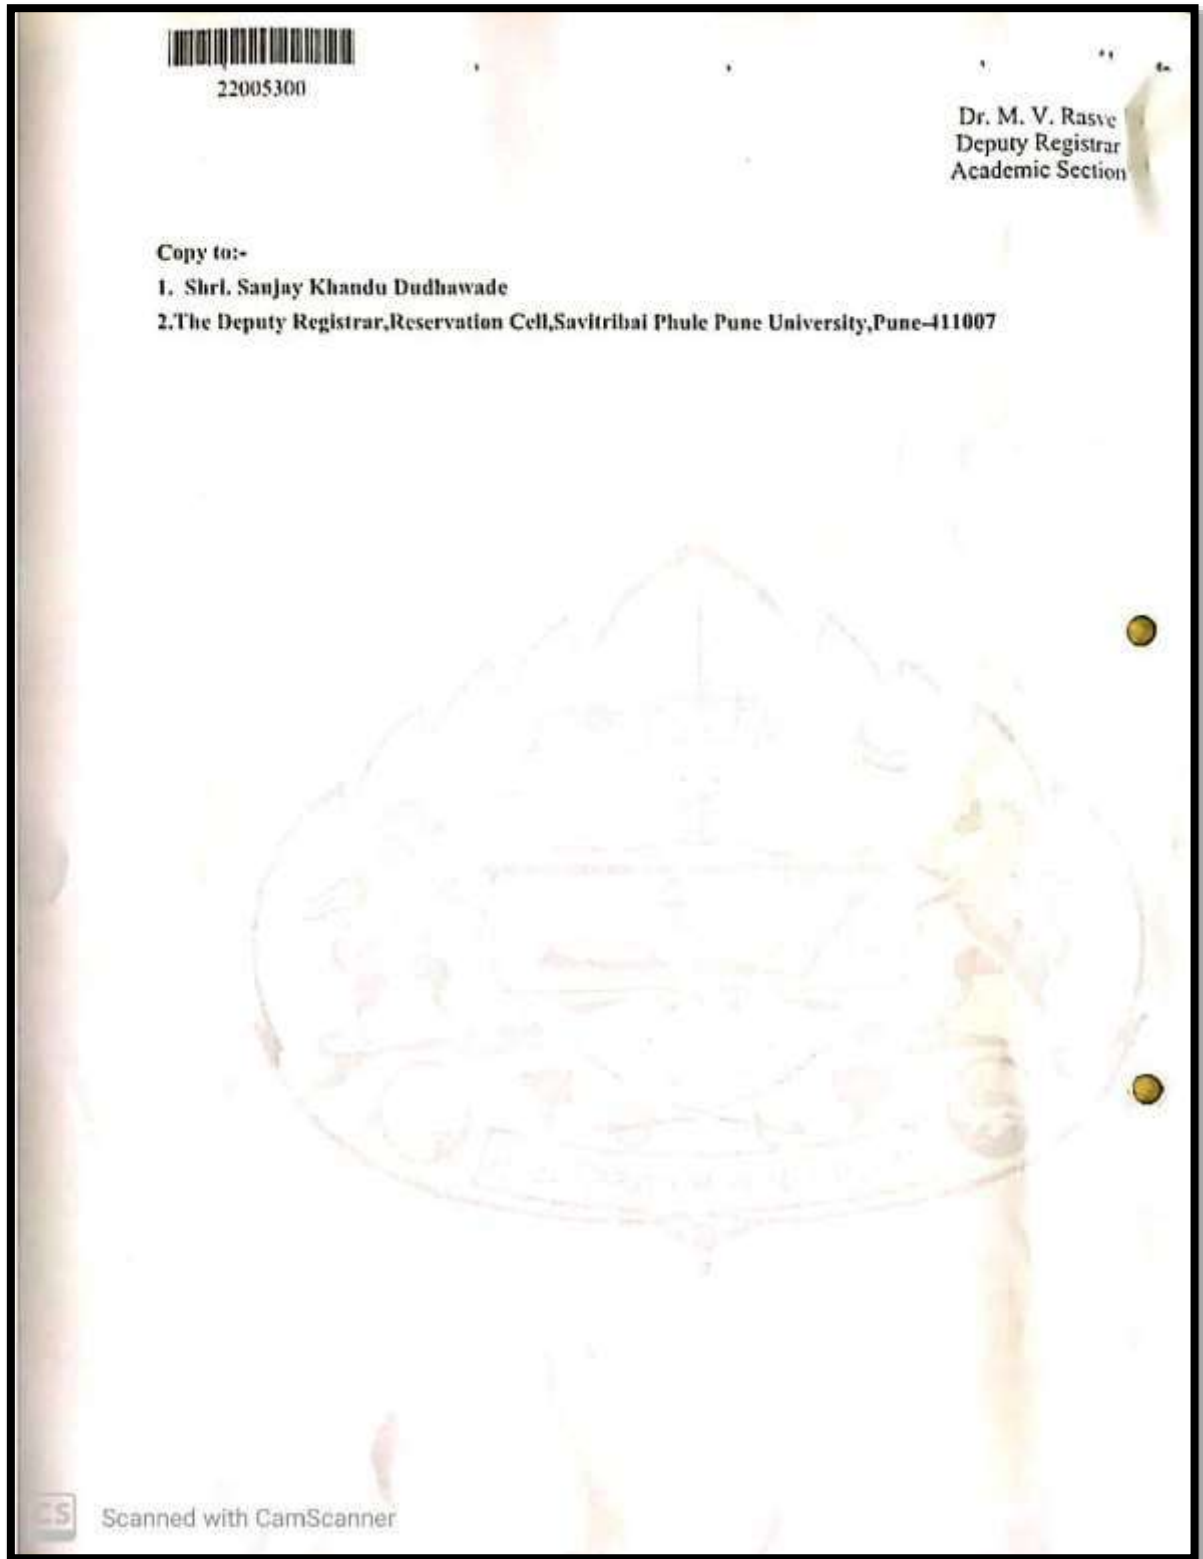 22005300
Dr. M. V. Rasve
Deputy Registrar
Academic Section
Copy to:-
1. Shri. Sanjay Khandu Dudhawade
2.The Deputy Registrar,Reservation Cell,Savitribai Phule Pune University,Pune-411007
CS Scanned with CamScanner